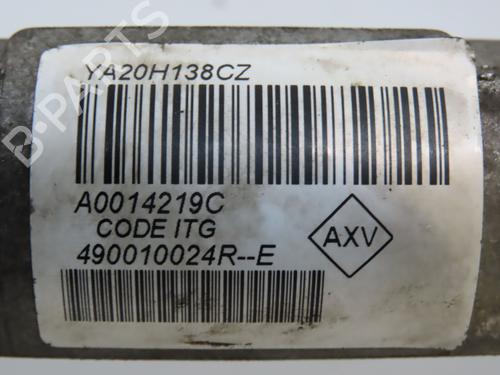 YA20H138CZ
A0014219C
CODE ITG
490010024R--E
AXV
B-PARTS